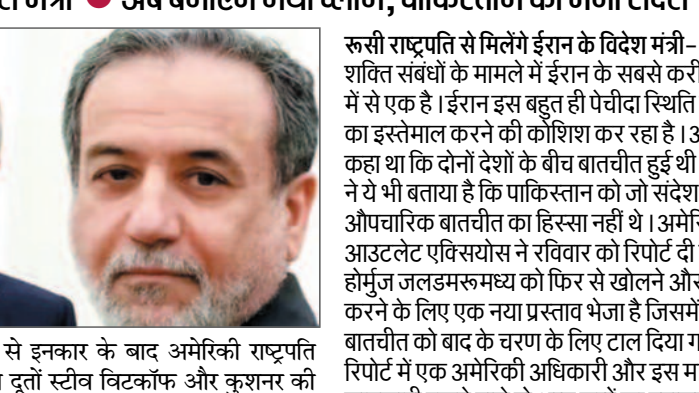 मंत्री ● अब बनाएंगे नया प्लान, पाकिस्तान को भेजा संदेश
रूसी राष्ट्रपति से मिलेंगे ईरान के विदेश मंत्री-
शक्ति संबंधों के मामले में ईरान के सबसे करी
में से एक है। ईरान इस बहुत ही पेचीदा स्थिति
का इस्तेमाल करने की कोशिश कर रहा है। अ
कहा था कि दोनों देशों के बीच बातचीत हुई थी
ने ये भी बताया है कि पाकिस्तान को जो संदेश
औपचारिक बातचीत का हिस्सा नहीं थे। अमेरि
आउटलेट एक्सियोस ने रविवार को रिपोर्ट दी
होर्मुज जलडमरूमध्य को फिर से खोलने और
करने के लिए एक नया प्रस्ताव भेजा है जिसमें
बातचीत को बाद के चरण के लिए टाल दिया ग
रिपोर्ट में एक अमेरिकी अधिकारी और इस मा
से इनकार के बाद अमेरिकी राष्ट्रपति
दूतों स्टीव विटकॉफ और कुशनर की